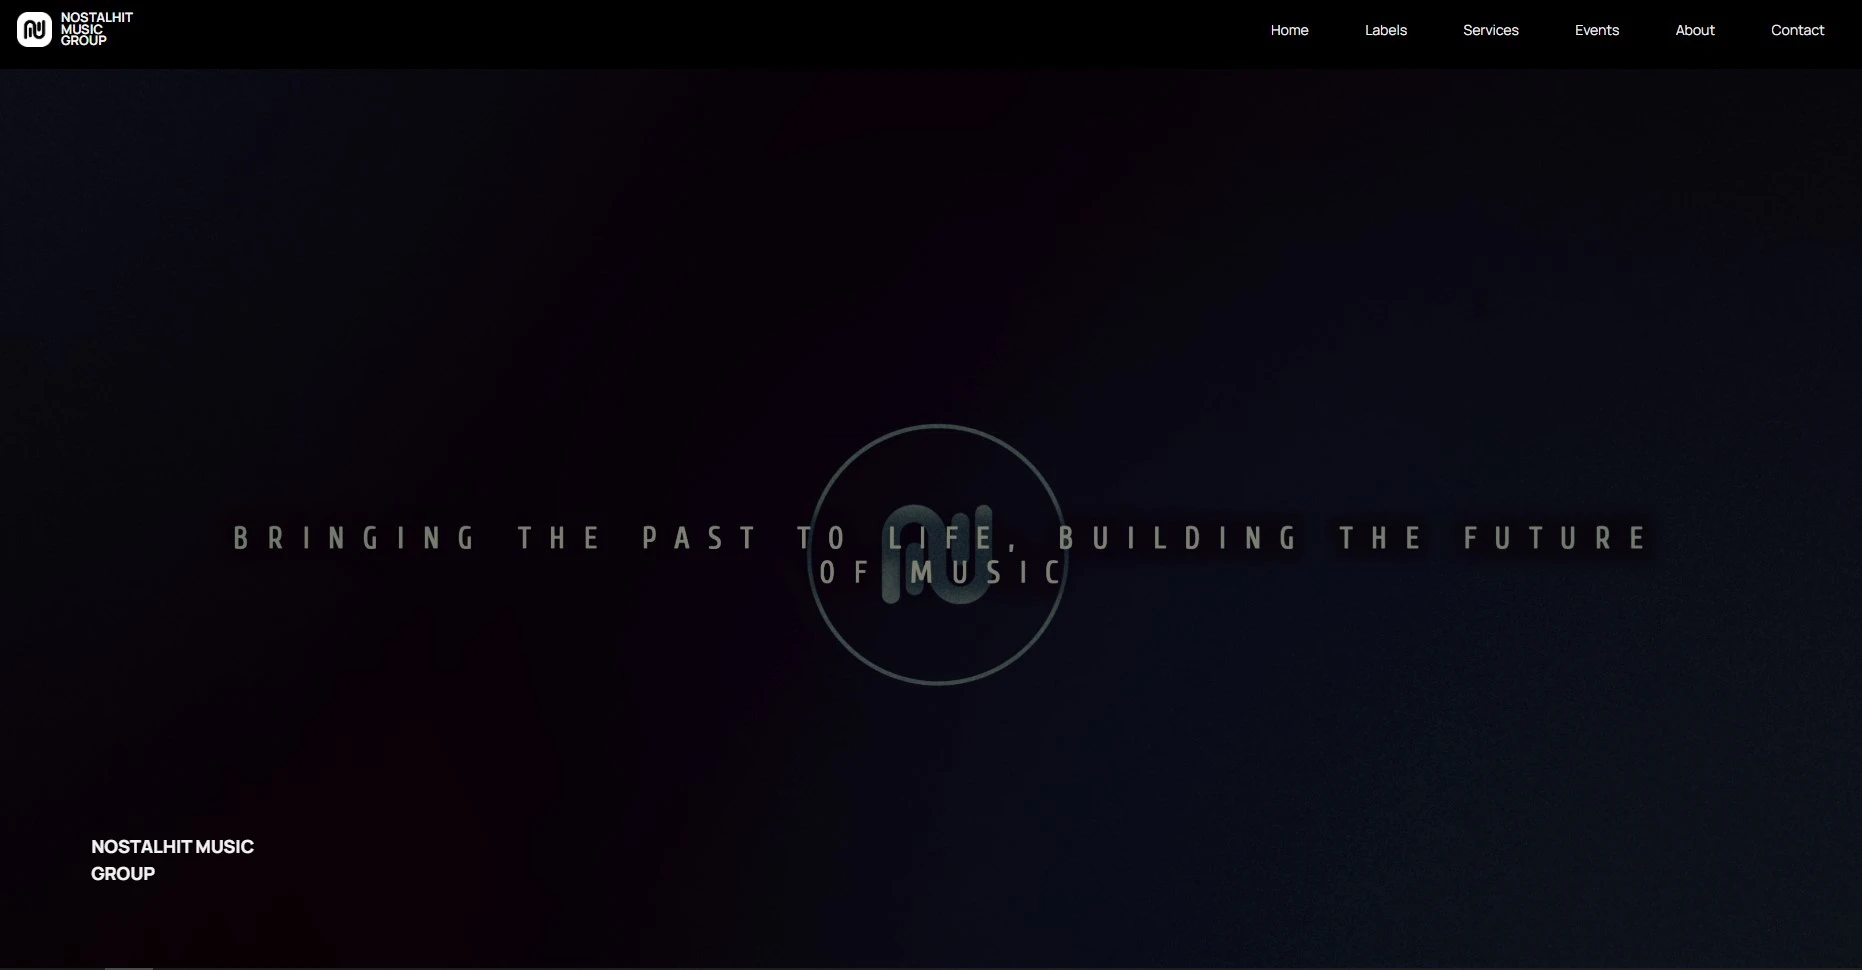 NOSTALHIT
MUSIC
GROUP
Home Labels Services Events About Contact
BRINGING THE PAST TO LIFE, BUILDING THE FUTURE
OF MUSIC
NOSTALHIT MUSIC
GROUP